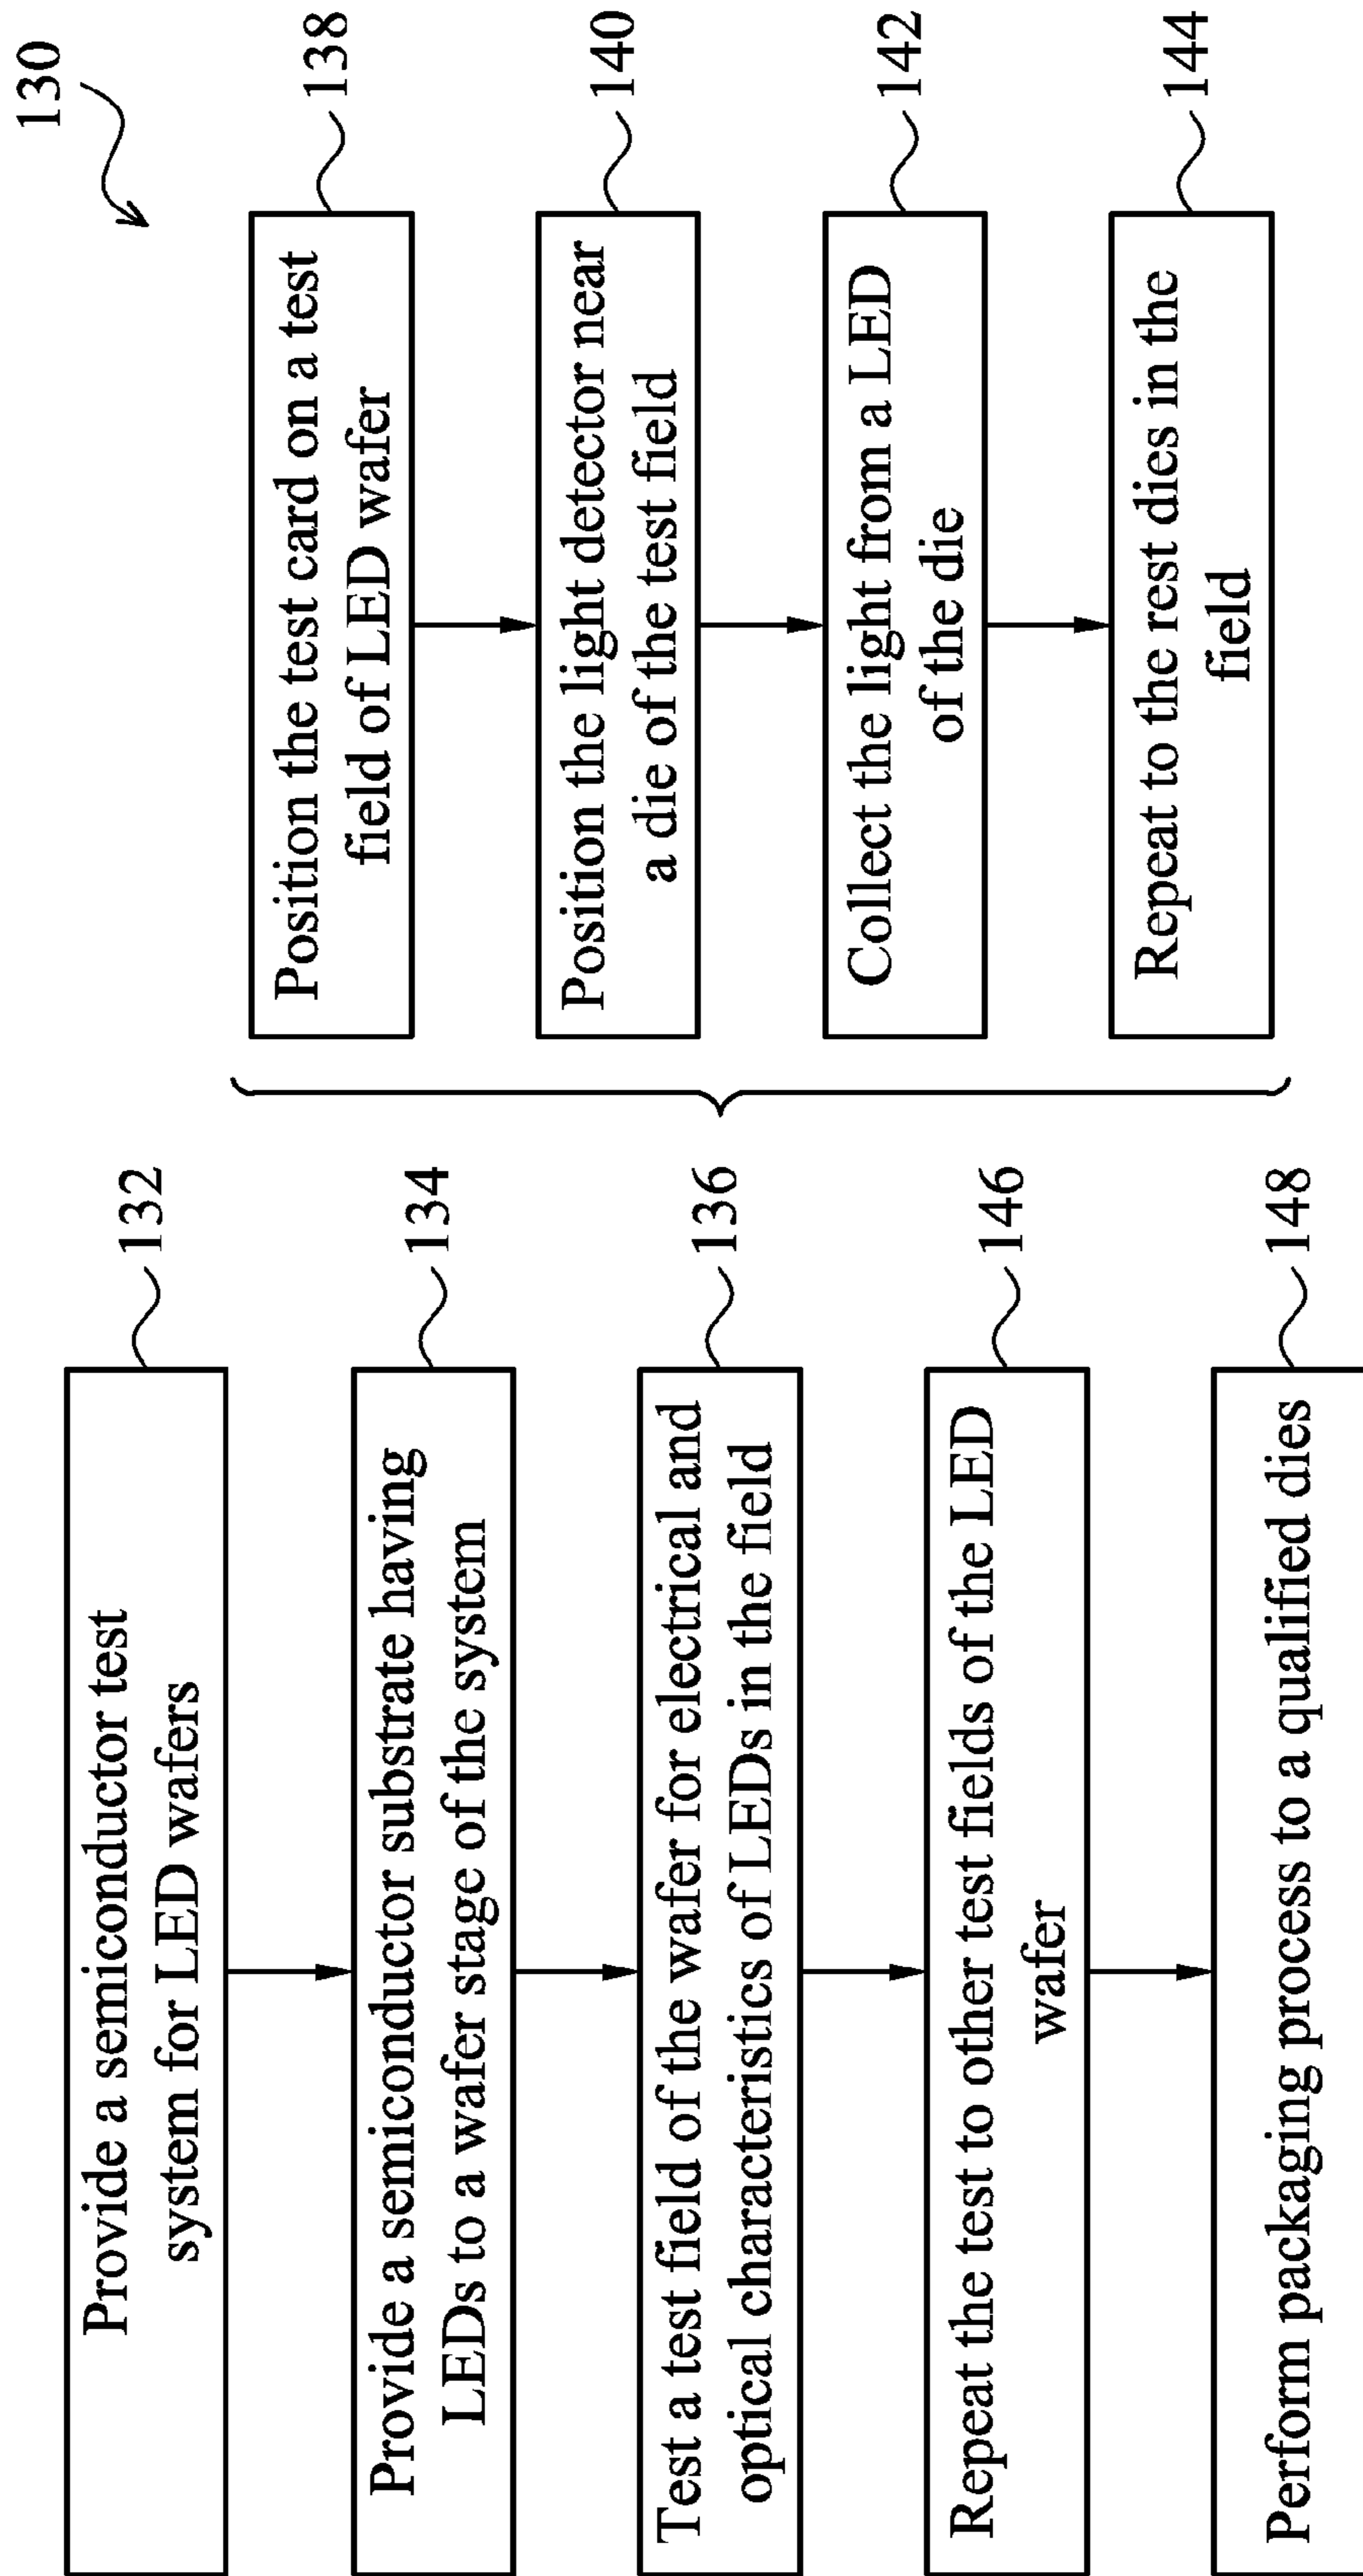 130
Provide a semiconductor test
system for LED wafers
132
Provide a semiconductor substrate having
LEDs to a wafer stage of the system
134
Test a test field of the wafer for electrical and
optical characteristics of LEDs in the field
136
Repeat the test to other test fields of the LED
wafer
146
Perform packaging process to a qualified dies
148
Position the test card on a test
field of LED wafer
138
Position the light detector near
a die of the test field
140
Collect the light from a LED
of the die
142
Repeat to the rest dies in the
field
144